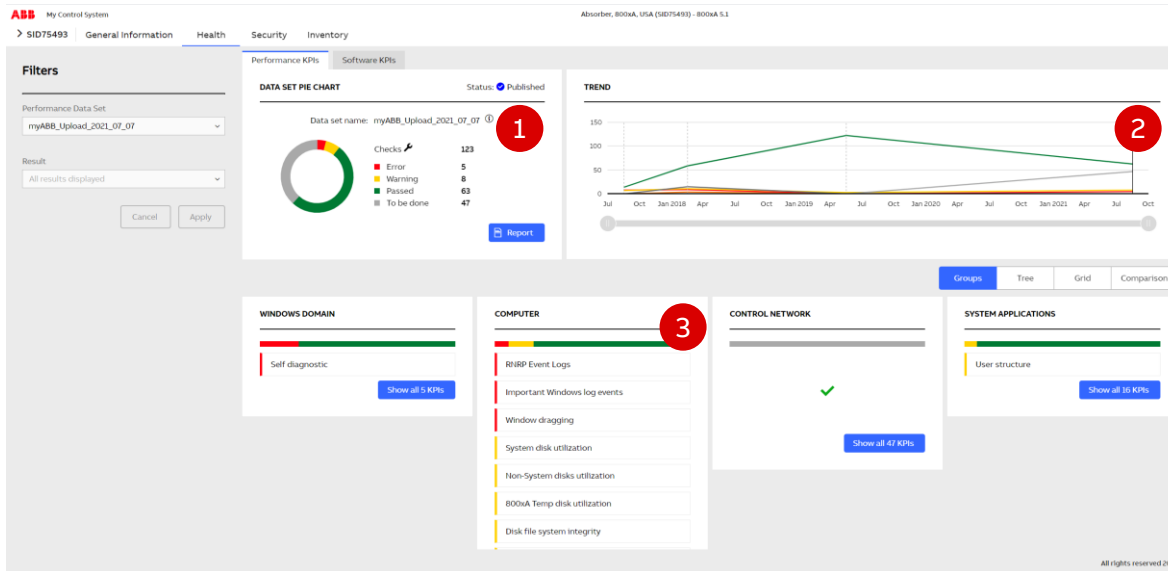 ABB My Control System
Absorber, 800xA, USA (SID75493) - 800xA 5.1
> SID75493 General Information Health Security Inventory
Filters
Performance Data Set
myABB_Upload_2021_07_07
Result
All results displayed
Cancel Apply
Performance KPIs Software KPIs
DATA SET PIE CHART Status: Published
Data set name: myABB_Upload_2021_07_07
1
Checks 123
Error 5
Warning 8
Passed 63
To be done 47
Report
TREND
2
150
100
50
0
Jul Oct Jan 2018 Apr Jul Oct Jan 2019 Apr Jul Oct Jan 2020 Apr Jul Oct Jan 2021 Apr Jul Oct
Groups Tree Grid Comparison
WINDOWS DOMAIN
Self diagnostic
Show all 5 KPIs
COMPUTER
3
RNRP Event Logs
Important Windows log events
Window dragging
System disk utilization
Non-System disks utilization
800xA Temp disk utilization
Disk file system integrity
CONTROL NETWORK
Show all 47 KPIs
SYSTEM APPLICATIONS
User structure
Show all 16 KPIs
All rights reserved 20